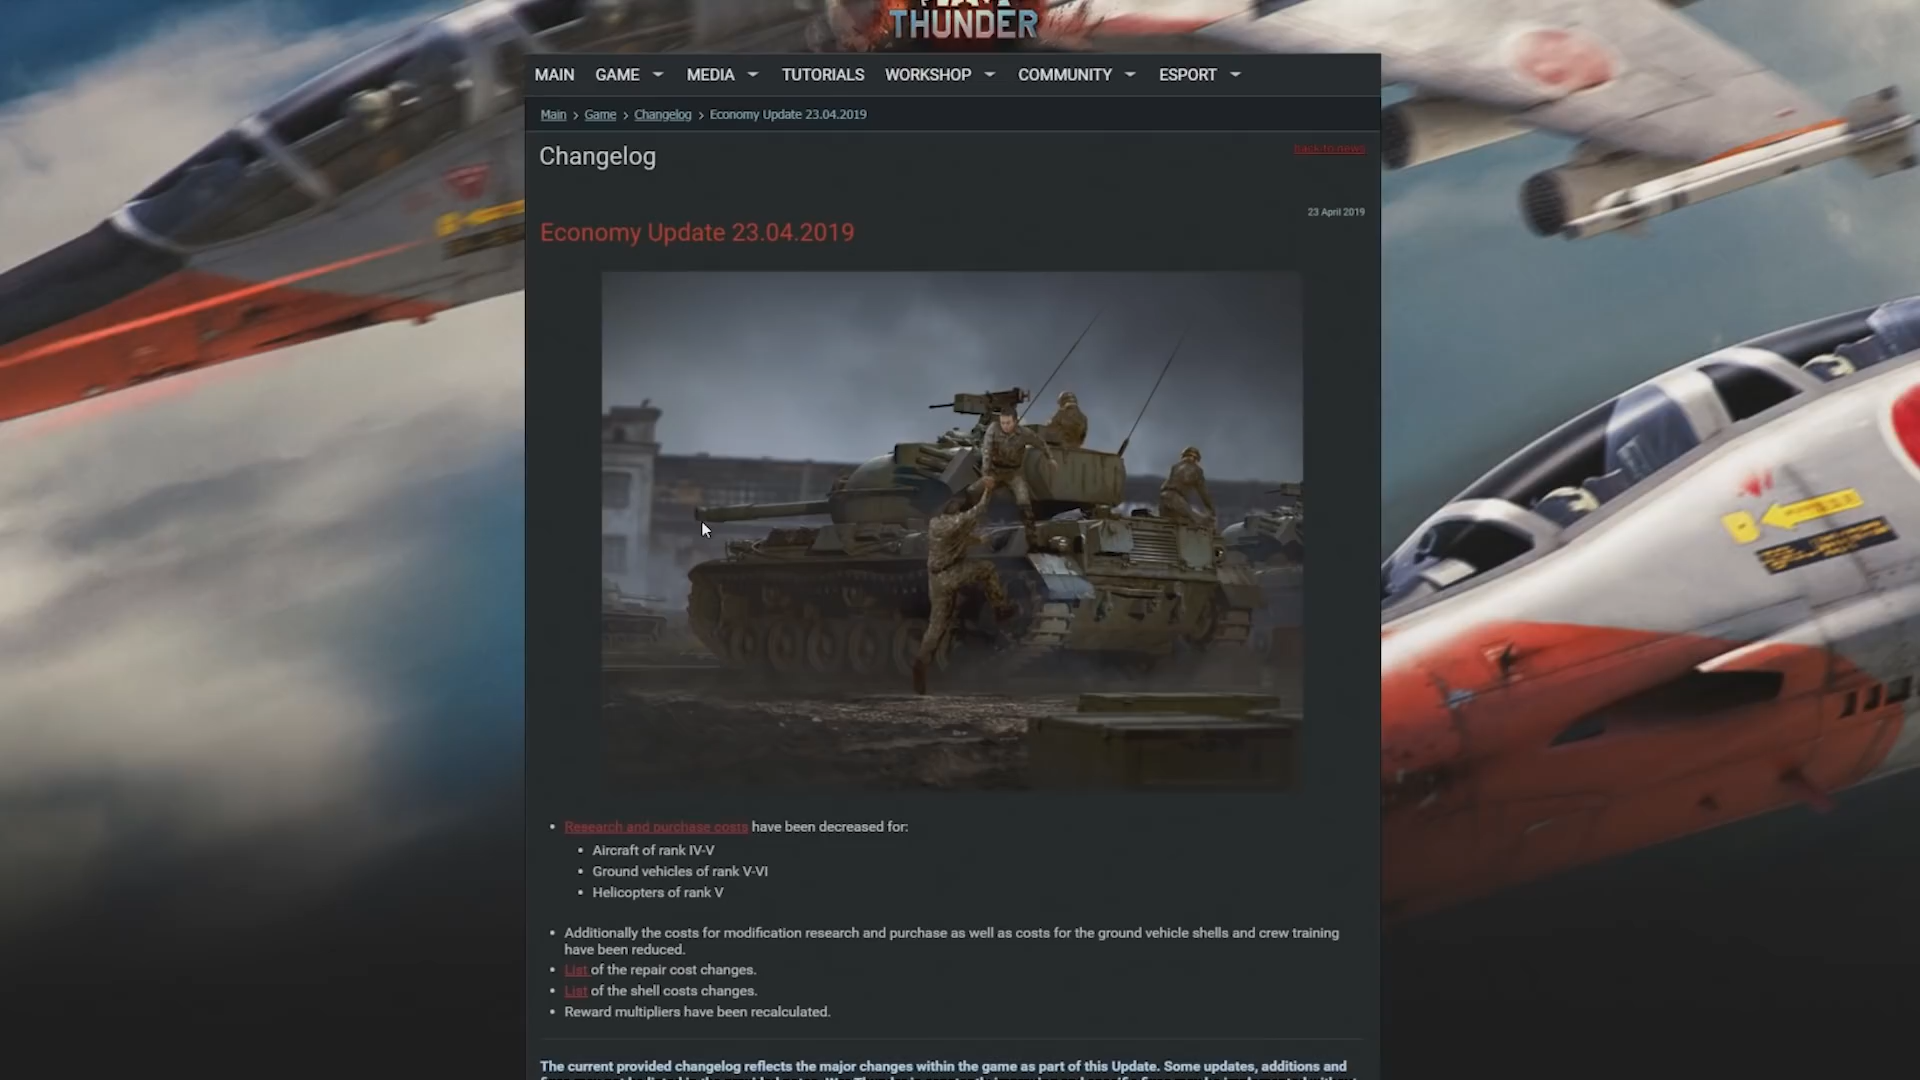 THUNDER
MAIN GAME MEDIA TUTORIALS WORKSHOP COMMUNITY ESPORT
Main > Game > Changelog > Economy Update 23.04.2019
Changelog
back to news
23 April 2019
Economy Update 23.04.2019
• Research and purchase costs have been decreased for:
• Aircraft of rank IV-V
• Ground vehicles of rank V-VI
• Helicopters of rank V
• Additionally the costs for modification research and purchase as well as costs for the ground vehicle shells and crew training
have been reduced.
• List of the repair cost changes.
• List of the shell costs changes.
• Reward multipliers have been recalculated.
The current provided changelog reflects the major changes within the game as part of this Update. Some updates, additions and